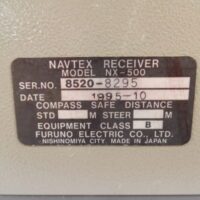 NAVTEX RECEIVER
MODEL NX-500
SER.NO. 8520-8295
DATE 1995-10
COMPASS SAFE DISTANCE
STD M STEER M
EQUIPMENT CLASS B
FURUNO ELECTRIC CO., LTD.
NISHINOMIYA CITY. MADE IN JAPAN